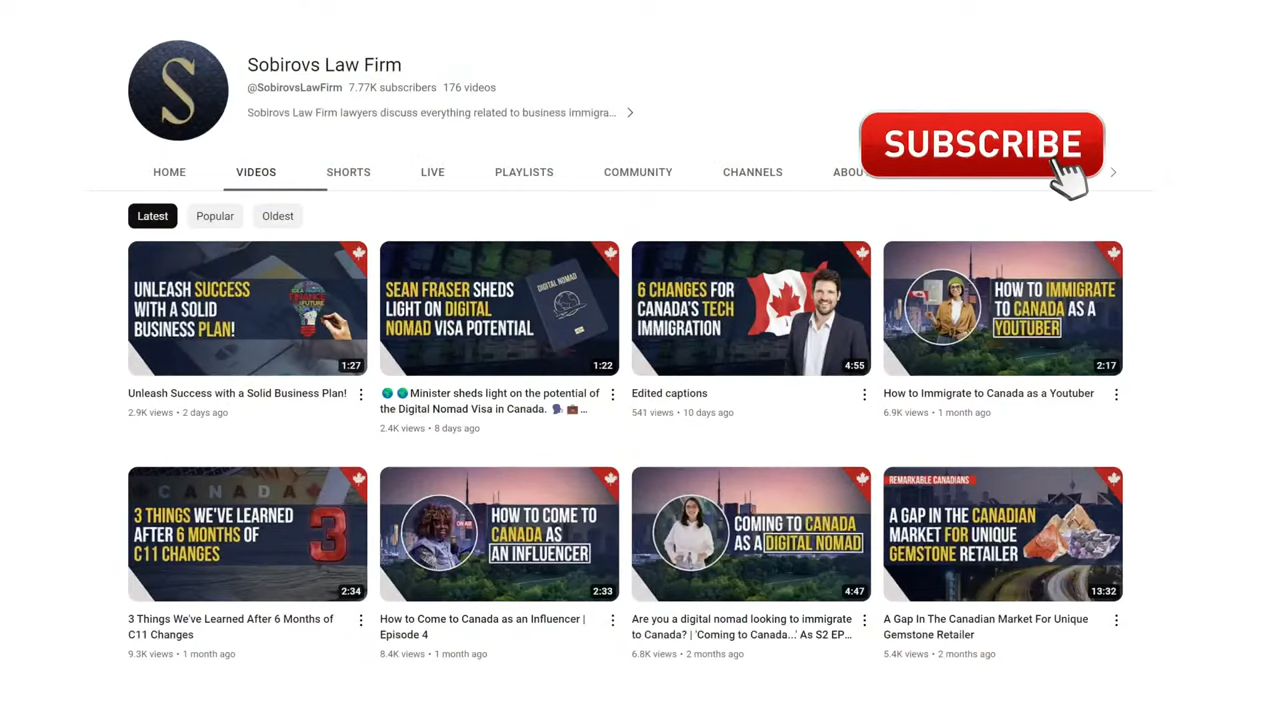 S
Sobirovs Law Firm
@SobirovsLawFirm 7.77K subscribers 176 videos
Sobirovs Law Firm lawyers discuss everything related to business immigra...
SUBSCRIBE
HOME VIDEOS SHORTS LIVE PLAYLISTS COMMUNITY CHANNELS ABOU
Latest Popular Oldest
UNLEASH SUCCESS
WITH A SOLID
BUSINESS PLAN!
1:27
Unleash Success with a Solid Business Plan!
2.9K views • 2 days ago
SEAN FRASER SHEDS
LIGHT ON DIGITAL
NOMAD VISA POTENTIAL
DIGITAL NOMAD
1:22
Minister sheds light on the potential of
the Digital Nomad Visa in Canada. ...
2.4K views • 8 days ago
6 CHANGES FOR
CANADA'S TECH
IMMIGRATION
4:55
Edited captions
541 views • 10 days ago
HOW TO IMMIGRATE
TO CANADA AS A
YOUTUBER
2:17
How to Immigrate to Canada as a Youtuber
6.9K views • 1 month ago
CANADA
3 THINGS WE'VE LEARNED
AFTER 6 MONTHS OF
C11 CHANGES
3
2:34
3 Things We've Learned After 6 Months of
C11 Changes
9.3K views • 1 month ago
HOW TO COME TO
CANADA AS
AN INFLUENCER
ON AIR
2:33
How to Come to Canada as an Influencer |
Episode 4
8.4K views • 1 month ago
COMING TO CANADA
AS A DIGITAL NOMAD
4:47
Are you a digital nomad looking to immigrate
to Canada? | 'Coming to Canada...' As S2 EP...
6.8K views • 2 months ago
REMARKABLE CANADIANS
A GAP IN THE CANADIAN
MARKET FOR UNIQUE
GEMSTONE RETAILER
13:32
A Gap In The Canadian Market For Unique
Gemstone Retailer
5.4K views • 2 months ago